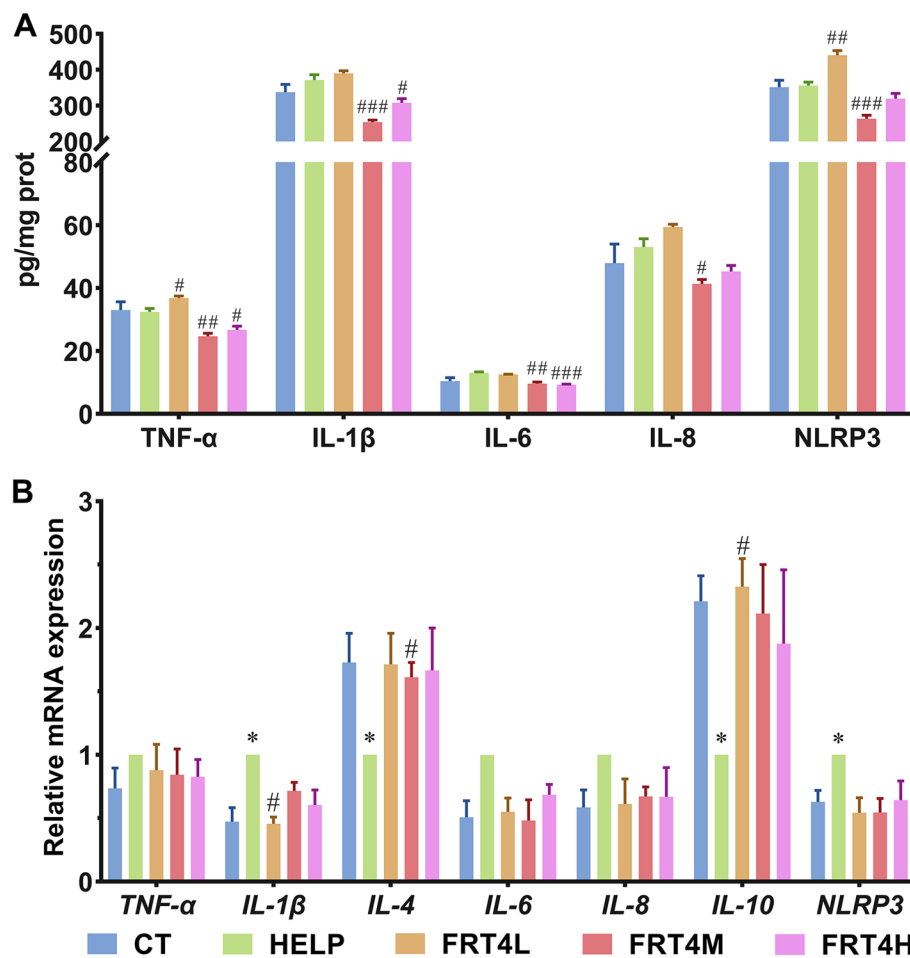 A
pg/mg prot
500
400
300
200
80
60
40
20
0
# ## #
### #
## ###
#
## ###
TNF-α IL-1β IL-6 IL-8 NLRP3
B
Relative mRNA expression
3
2
1
0
* # * # * # *
TNF-α IL-1β IL-4 IL-6 IL-8 IL-10 NLRP3
CT HELP FRT4L FRT4M FRT4H